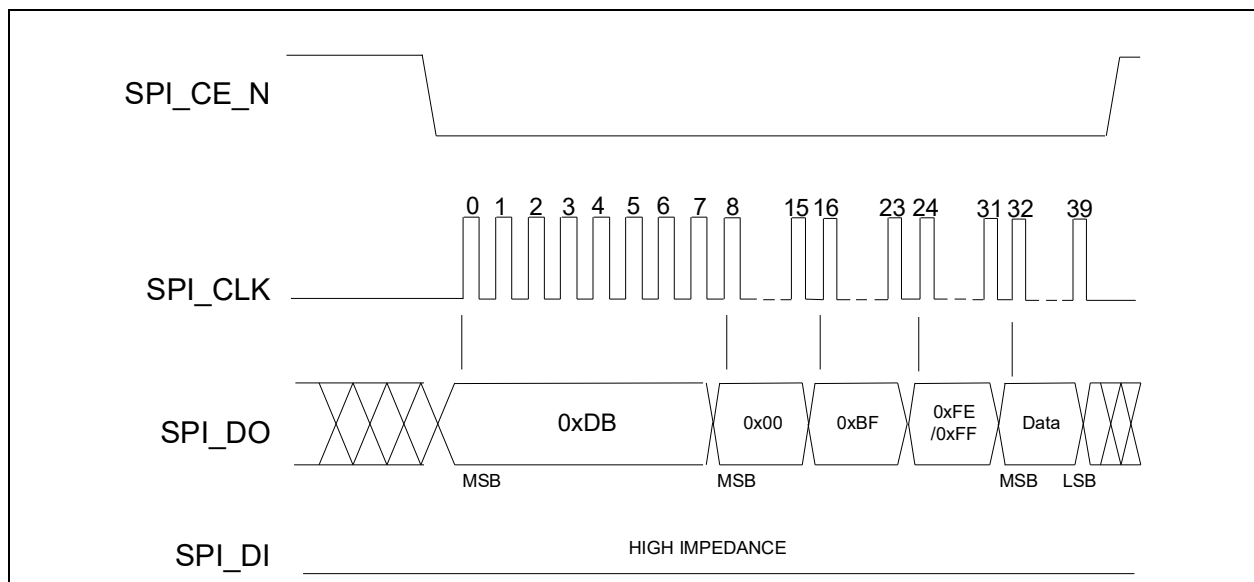 SPI_CE_N
0 1 2 3 4 5 6 7 8 15 16 23 24 31 32 39
SPI_CLK
SPI_DO
0xDB
0x00
0xBF
0xFE
/0xFF
Data
MSB MSB MSB LSB
SPI_DI
HIGH IMPEDANCE